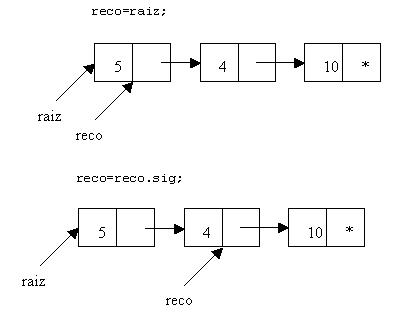 reco=raiz;
5 4 10 *
raiz
reco
reco=reco.sig;
5 4 10 *
raiz
reco